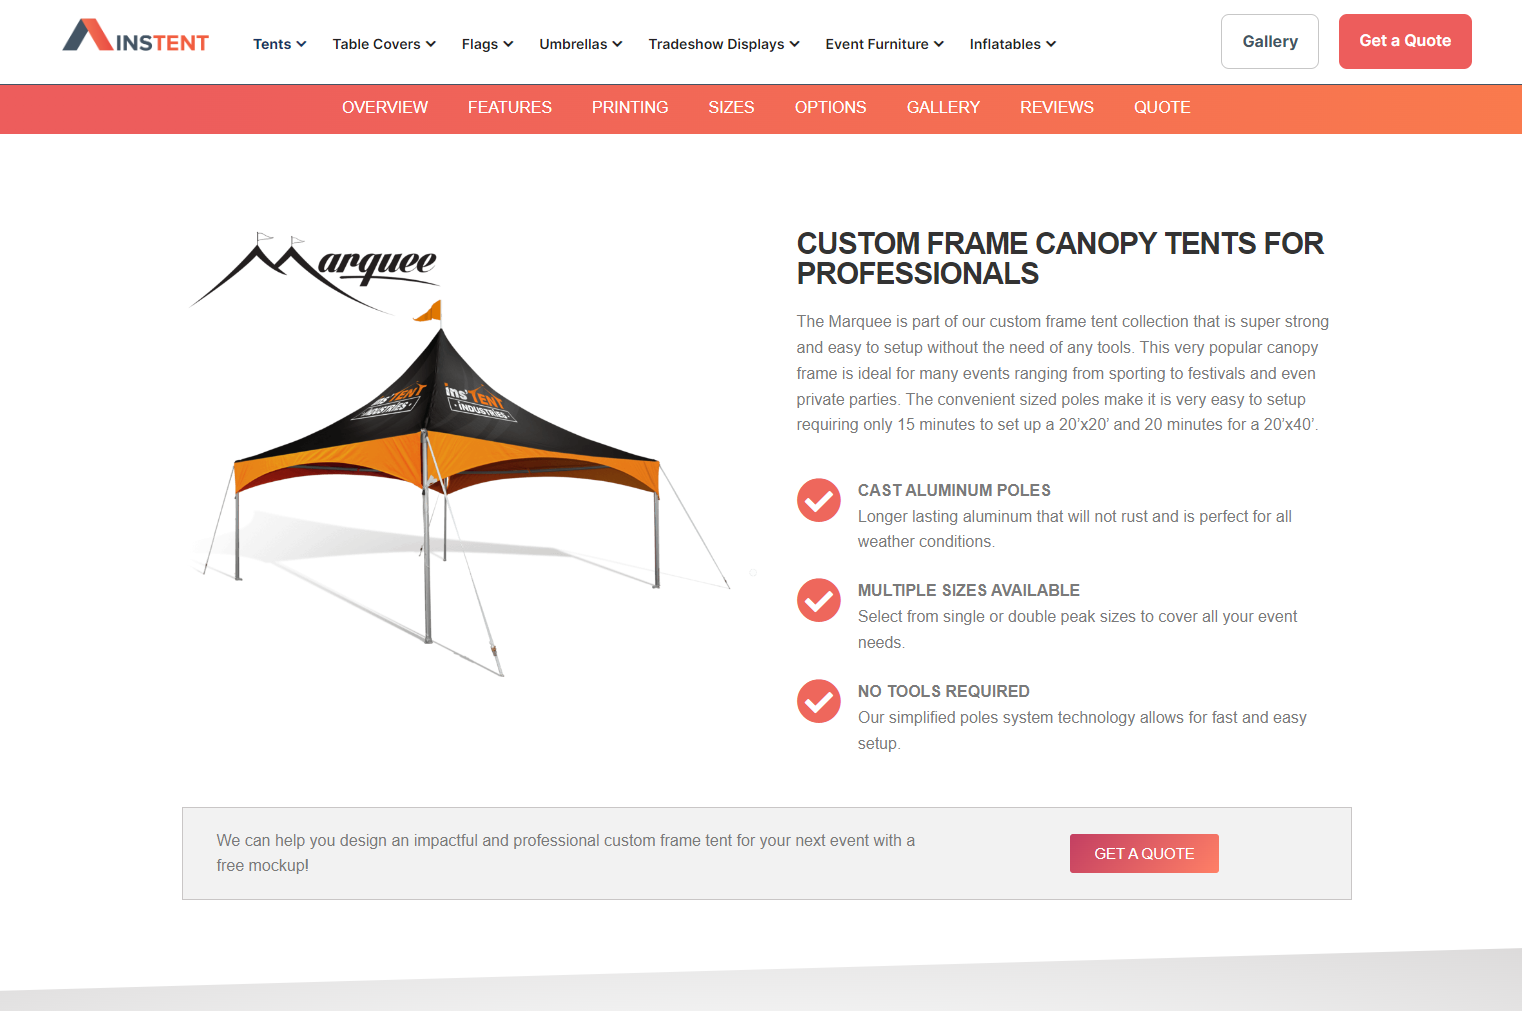 INSTENT
Tents
Table Covers
Flags
Umbrellas
Tradeshow Displays
Event Furniture
Inflatables
Gallery
Get a Quote
OVERVIEW
FEATURES
PRINTING
SIZES
OPTIONS
GALLERY
REVIEWS
QUOTE
Marquee
insTENT
INDUSTRIES
insTENT
INDUSTRIES
CUSTOM FRAME CANOPY TENTS FOR
PROFESSIONALS
The Marquee is part of our custom frame tent collection that is super strong
and easy to setup without the need of any tools. This very popular canopy
frame is ideal for many events ranging from sporting to festivals and even
private parties. The convenient sized poles make it is very easy to setup
requiring only 15 minutes to set up a 20’x20’ and 20 minutes for a 20’x40’.
CAST ALUMINUM POLES
Longer lasting aluminum that will not rust and is perfect for all
weather conditions.
MULTIPLE SIZES AVAILABLE
Select from single or double peak sizes to cover all your event
needs.
NO TOOLS REQUIRED
Our simplified poles system technology allows for fast and easy
setup.
We can help you design an impactful and professional custom frame tent for your next event with a
free mockup!
GET A QUOTE